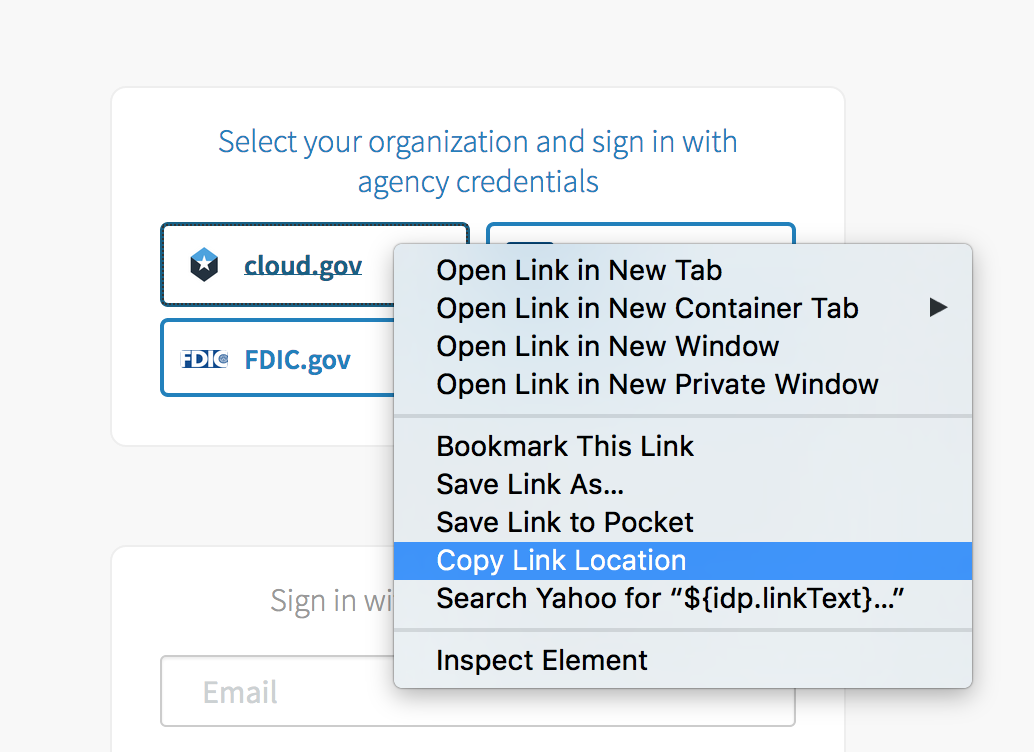 Select your organization and sign in with
agency credentials
cloud.gov
FDIC FDIC.gov
Open Link in New Tab
Open Link in New Container Tab
Open Link in New Window
Open Link in New Private Window
Bookmark This Link
Save Link As...
Save Link to Pocket
Copy Link Location
Search Yahoo for “${idp.linkText}...”
Inspect Element
Sign in wi
Email